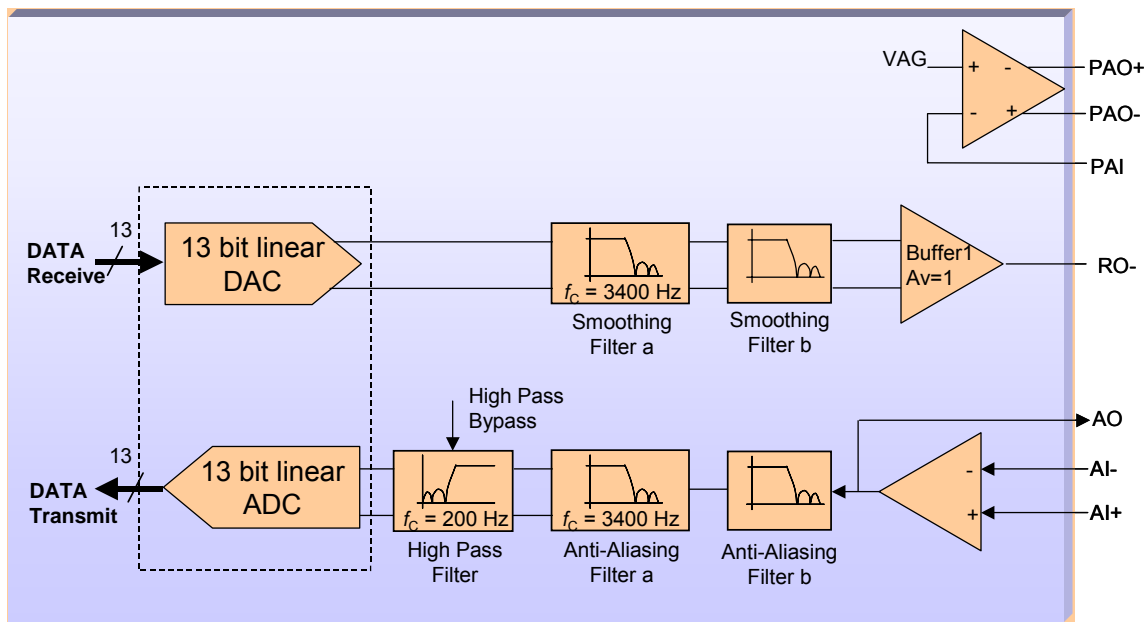 VAG
+ -
- +
PAO+
PAO-
PAI
13
DATA
Receive
13 bit linear
DAC
fC = 3400 Hz
Smoothing
Filter a
Smoothing
Filter b
Buffer1
Av=1
RO-
High Pass
Bypass
13
DATA
Transmit
13 bit linear
ADC
fC = 200 Hz
High Pass
Filter
fC = 3400 Hz
Anti-Aliasing
Filter a
Anti-Aliasing
Filter b
-
+
AO
AI-
AI+